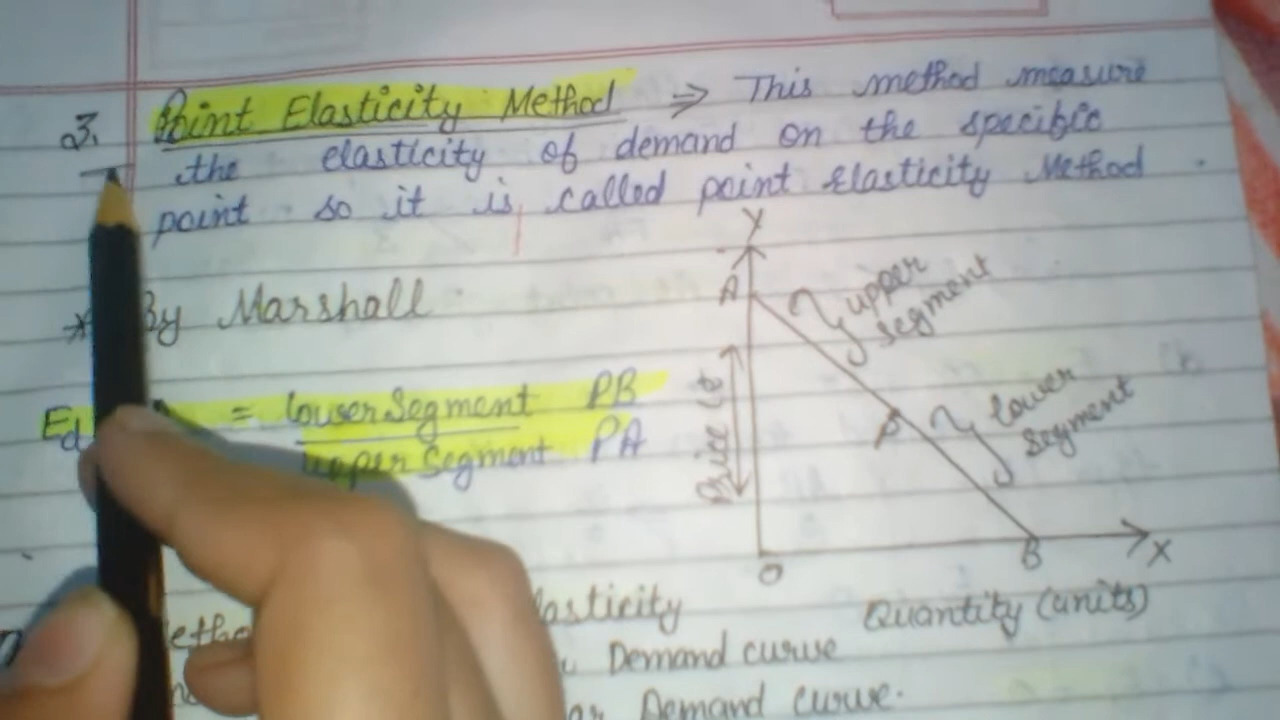 3. Point Elasticity Method ⇒ This method measure
the elasticity of demand on the specific
point so it is called point Elasticity Method
By Marshall
Ed = lower Segment PB
upper Segment PA
Y
A
upper
segment
Price (₹
P
lower
segment
O
B
X
Quantity (units)
Demand curve
Demand curve.